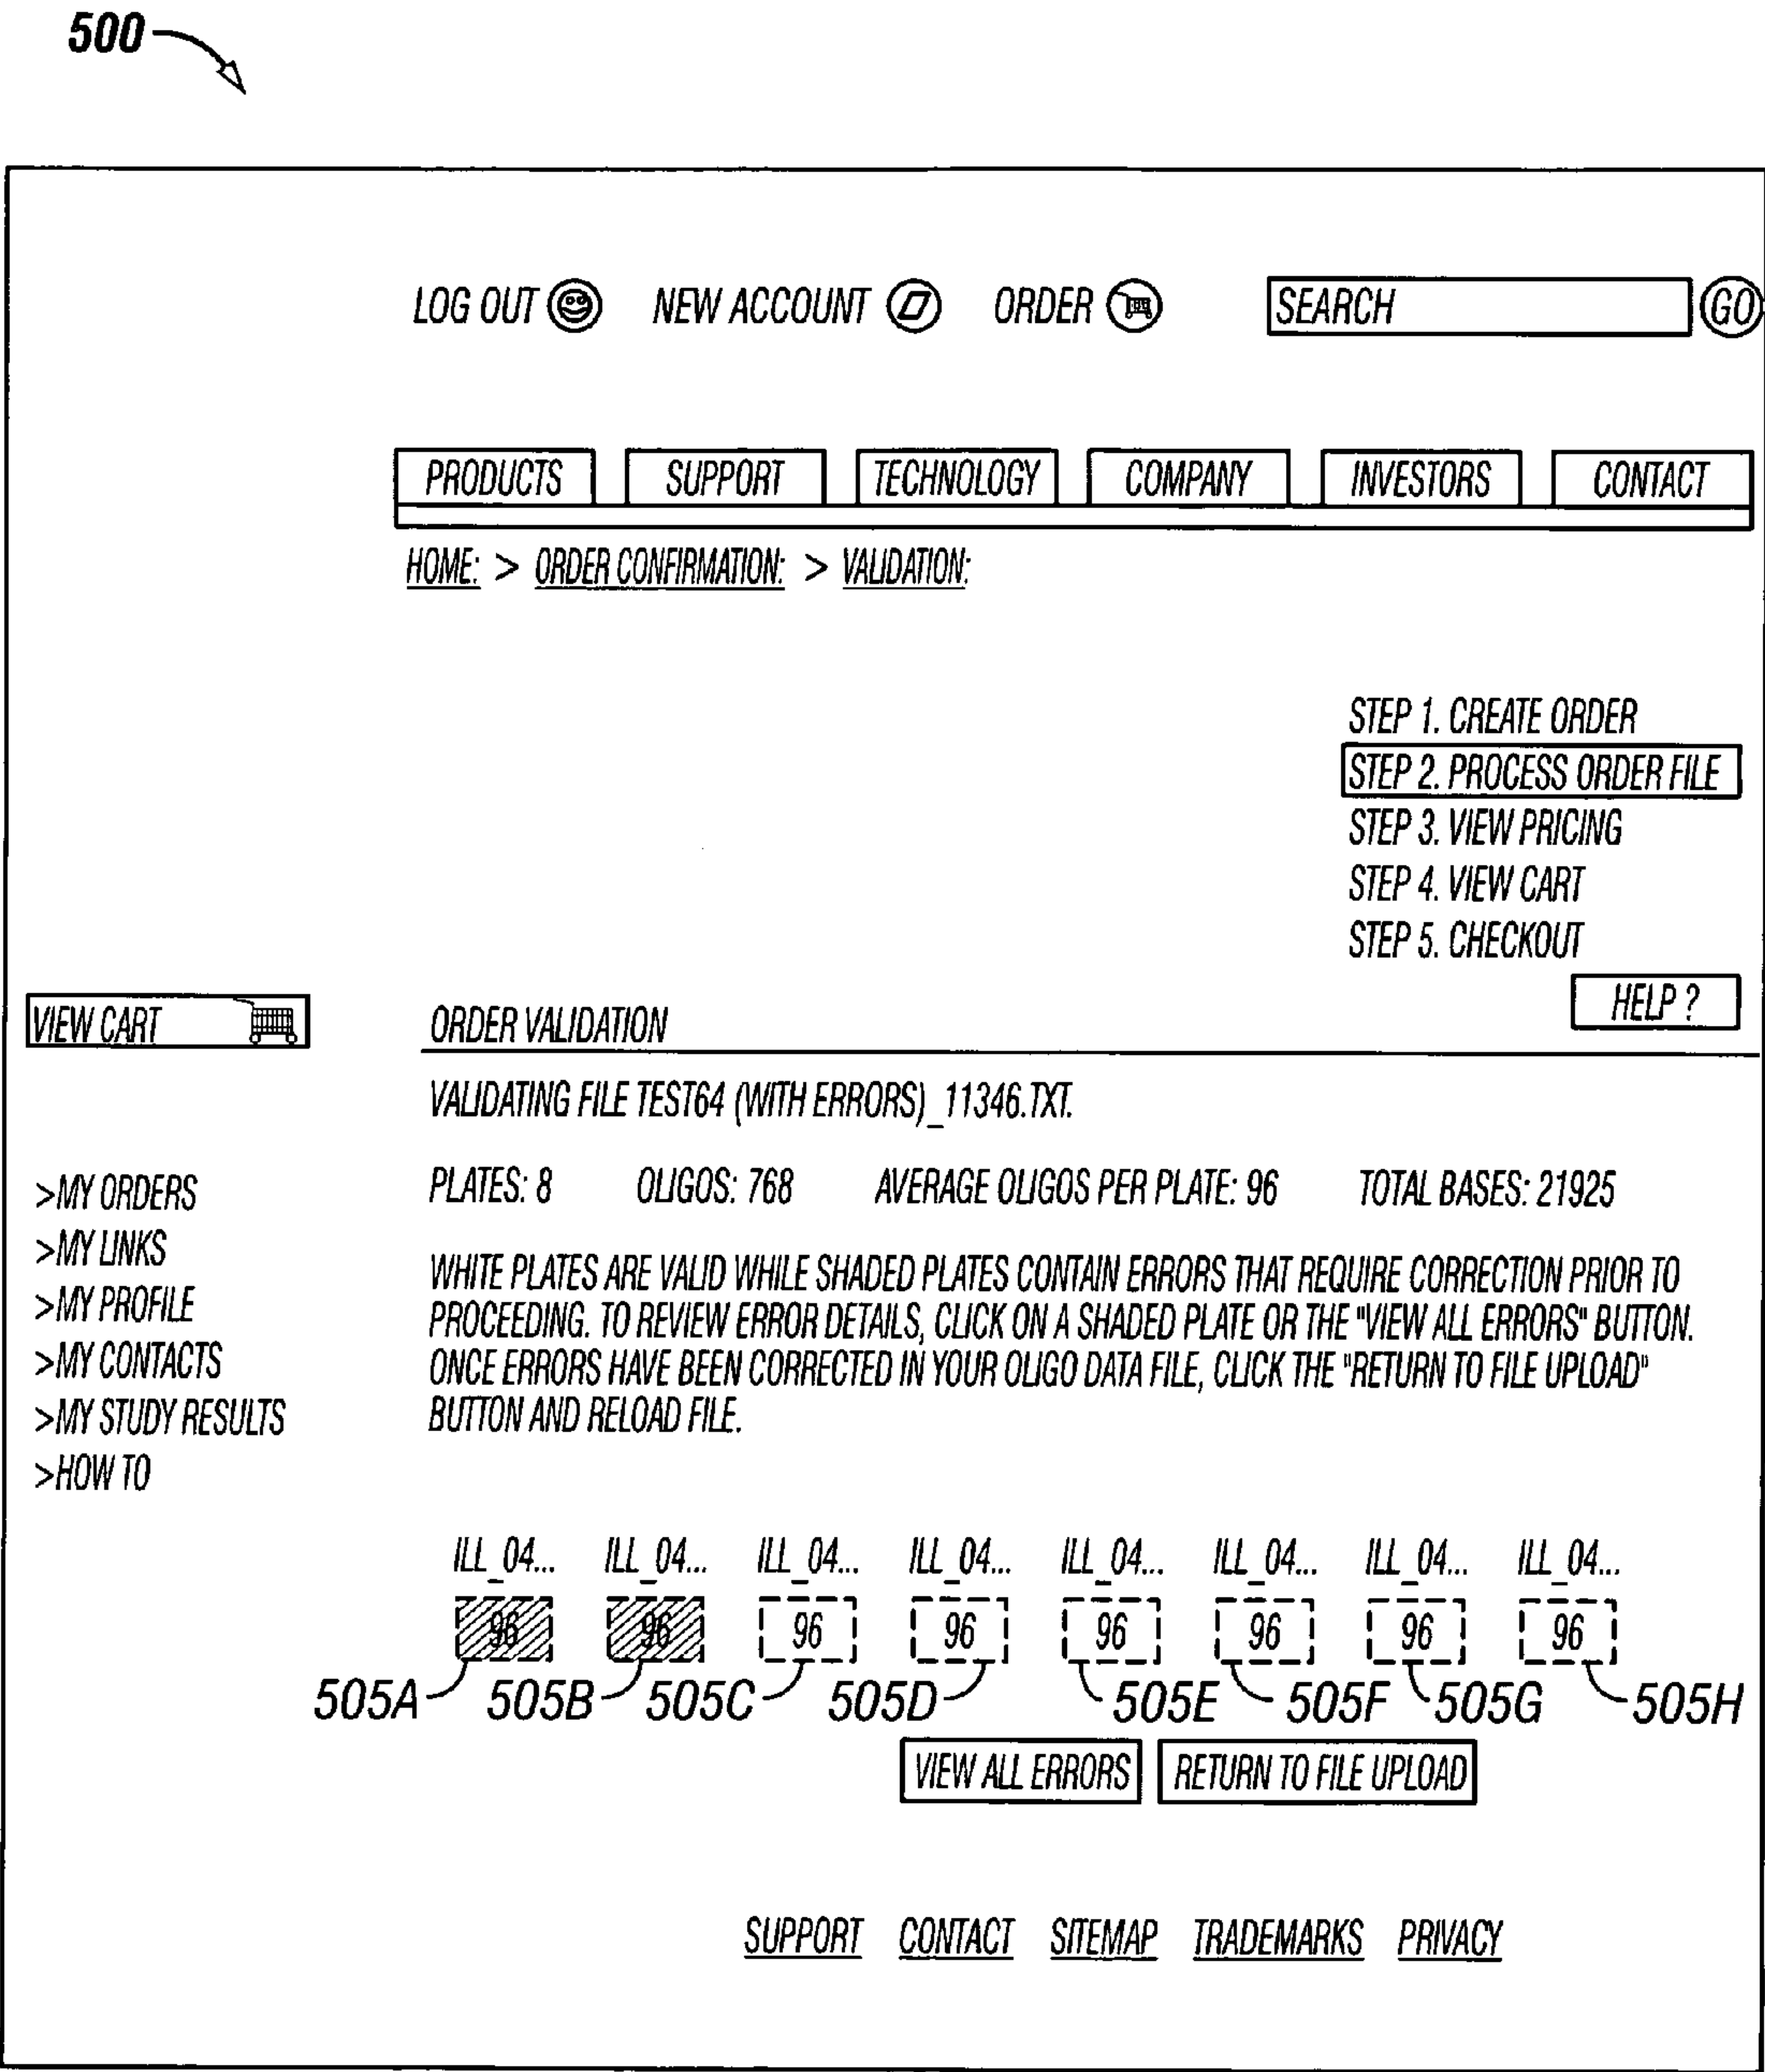 500
LOG OUT NEW ACCOUNT ORDER SEARCH GO
PRODUCTS SUPPORT TECHNOLOGY COMPANY INVESTORS CONTACT
HOME: > ORDER CONFIRMATION: > VALIDATION:
STEP 1. CREATE ORDER
STEP 2. PROCESS ORDER FILE
STEP 3. VIEW PRICING
STEP 4. VIEW CART
STEP 5. CHECKOUT
HELP ?
VIEW CART
ORDER VALIDATION
VALIDATING FILE TEST64 (WITH ERRORS)_11346.TXT.
>MY ORDERS
>MY LINKS
>MY PROFILE
>MY CONTACTS
>MY STUDY RESULTS
>HOW TO
PLATES: 8 OLIGOS: 768 AVERAGE OLIGOS PER PLATE: 96 TOTAL BASES: 21925
WHITE PLATES ARE VALID WHILE SHADED PLATES CONTAIN ERRORS THAT REQUIRE CORRECTION PRIOR TO
PROCEEDING. TO REVIEW ERROR DETAILS, CLICK ON A SHADED PLATE OR THE "VIEW ALL ERRORS" BUTTON.
ONCE ERRORS HAVE BEEN CORRECTED IN YOUR OLIGO DATA FILE, CLICK THE "RETURN TO FILE UPLOAD"
BUTTON AND RELOAD FILE.
ILL_04... ILL_04... ILL_04... ILL_04... ILL_04... ILL_04... ILL_04... ILL_04...
96 96 96 96 96 96 96 96
505A 505B 505C 505D 505E 505F 505G 505H
VIEW ALL ERRORS RETURN TO FILE UPLOAD
SUPPORT CONTACT SITEMAP TRADEMARKS PRIVACY